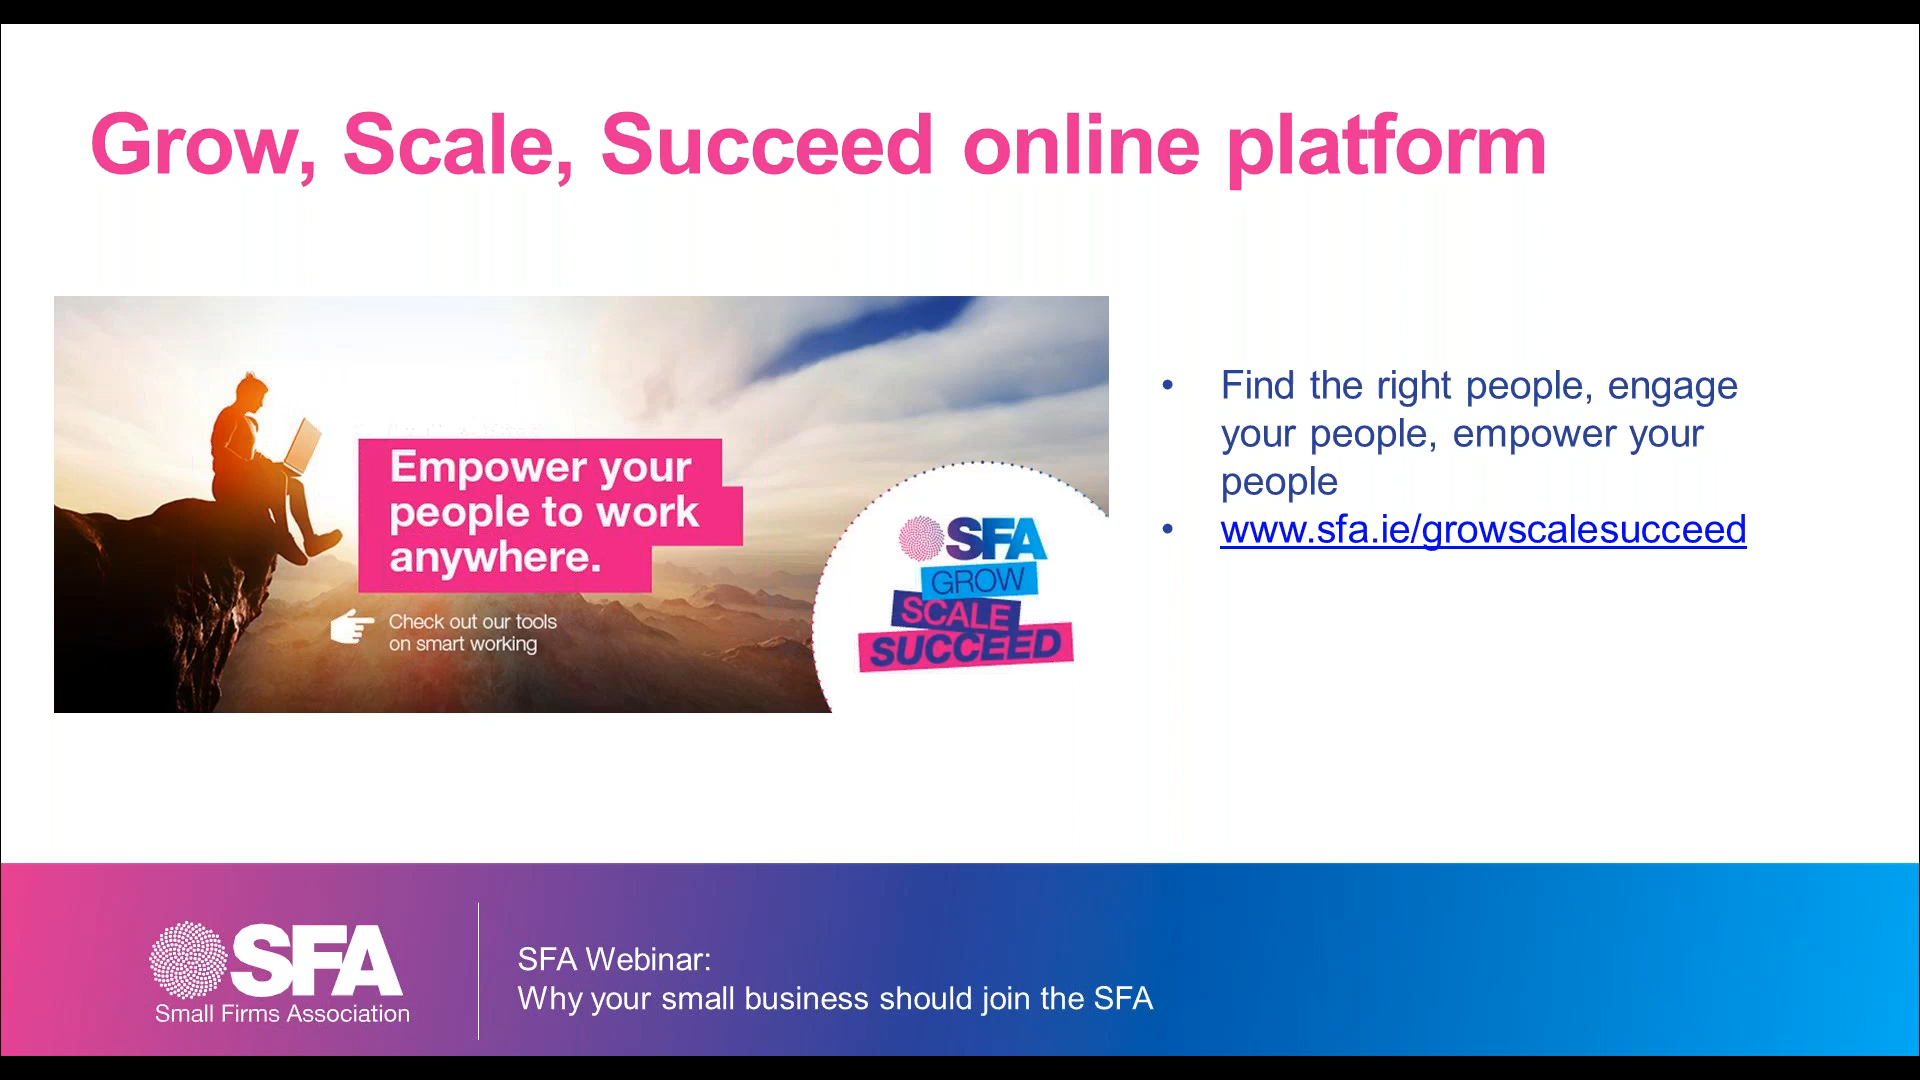 Grow, Scale, Succeed online platform
Empower your
people to work
anywhere.
Check out our tools
on smart working
SFA
GROW
SCALE
SUCCEED
• Find the right people, engage
your people, empower your
people
• www.sfa.ie/growscalesucceed
SFA
Small Firms Association
SFA Webinar:
Why your small business should join the SFA